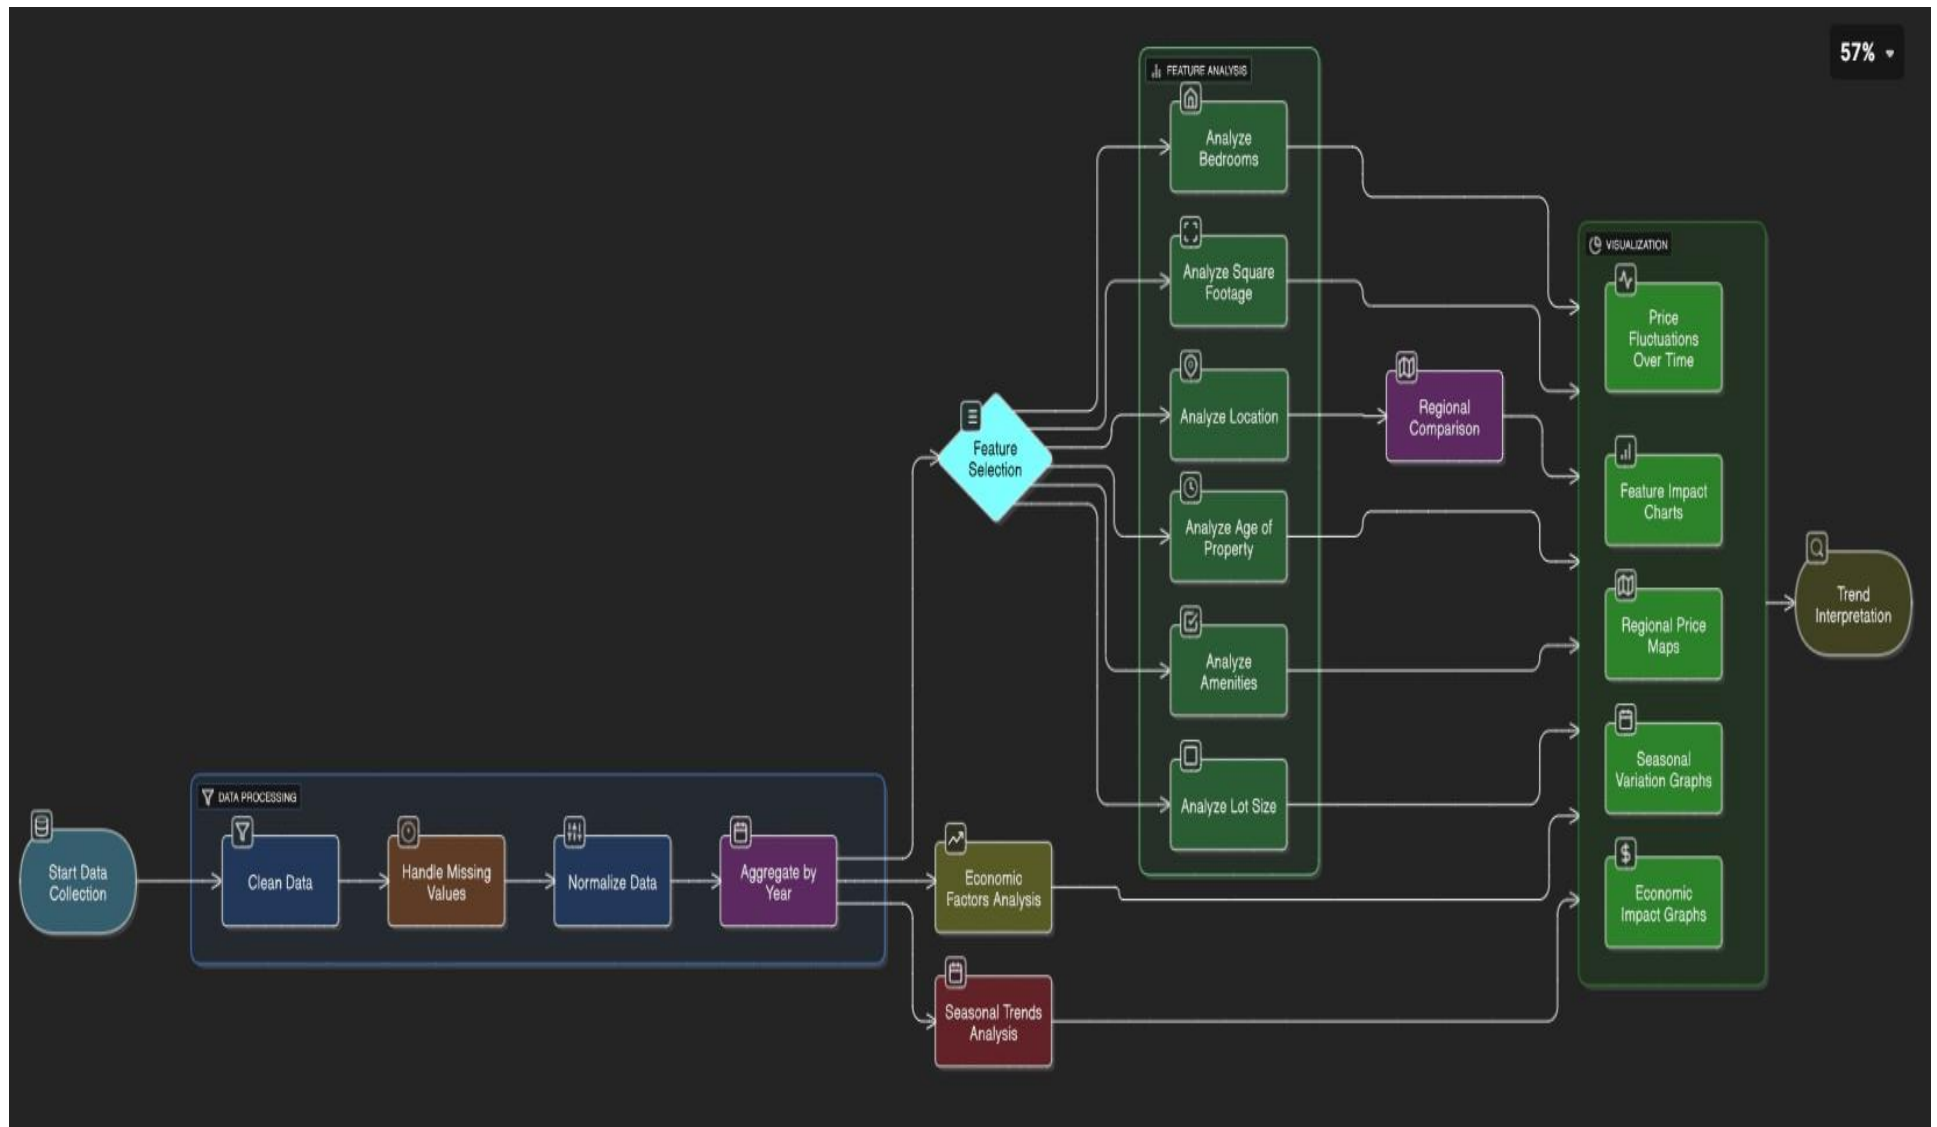 57%
FEATURE ANALYSIS
Analyze
Bedrooms
Analyze Square
Footage
Analyze Location
Analyze Age of
Property
Analyze
Amenities
Analyze Lot Size
Regional
Comparison
VISUALIZATION
Price
Fluctuations
Over Time
Feature Impact
Charts
Regional Price
Maps
Seasonal
Variation Graphs
Economic
Impact Graphs
Trend
Interpretation
Feature
Selection
DATA PROCESSING
Start Data
Collection
Clean Data
Handle Missing
Values
Normalize Data
Aggregate by
Year
Economic
Factors Analysis
Seasonal Trends
Analysis